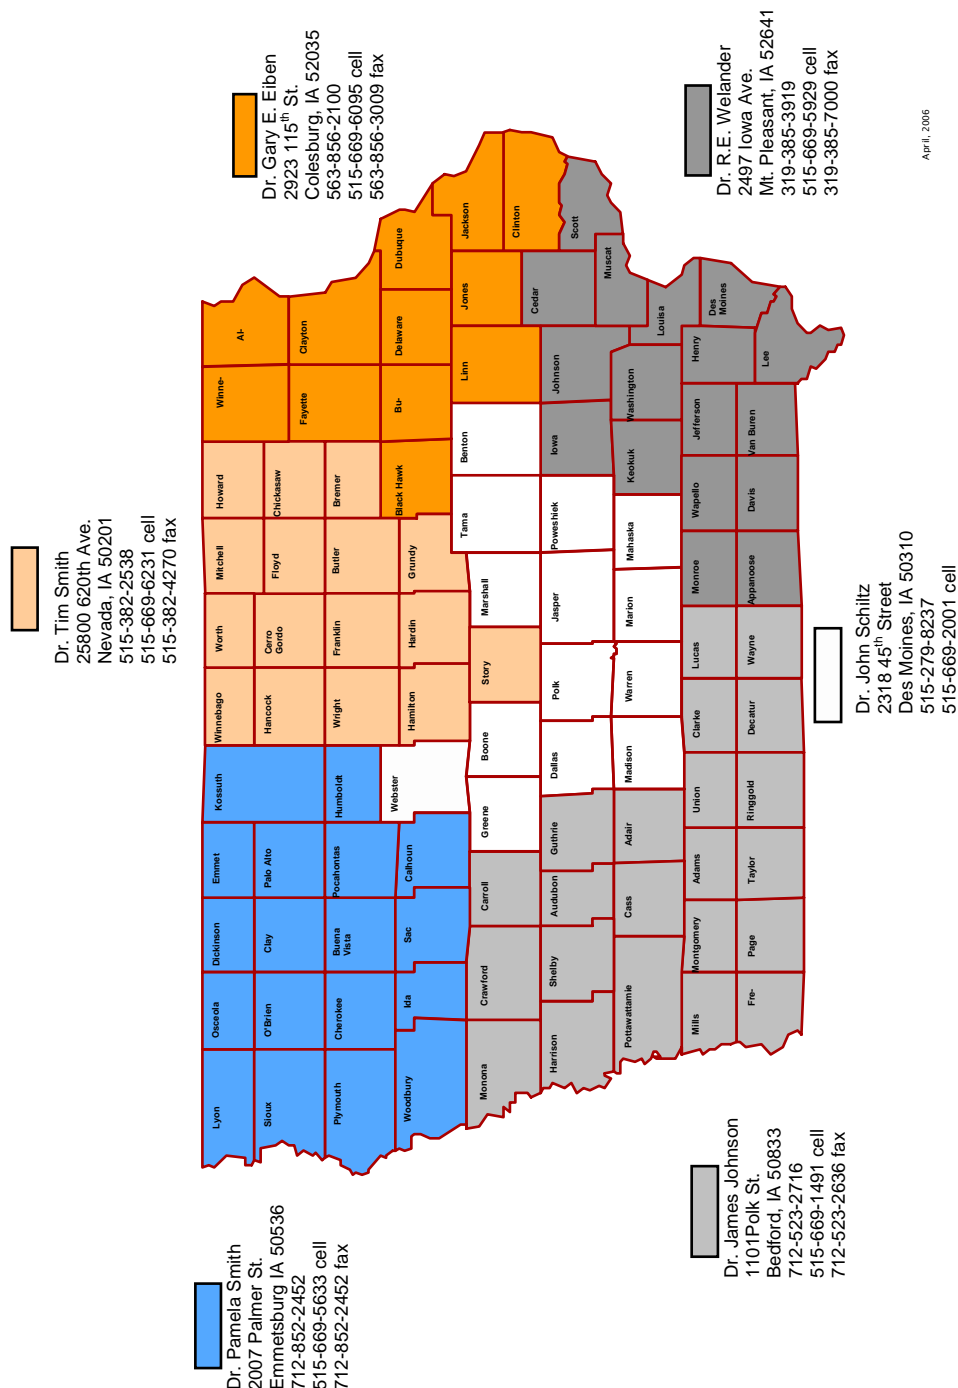 Dr. Pamela Smith
2007 Palmer St.
Emmetsburg IA 50536
712-852-2452
515-669-5633 cell
712-852-2452 fax
Dr. Tim Smith
25800 620th Ave.
Nevada, IA 50201
515-382-2538
515-669-6231 cell
515-382-4270 fax
Dr. Gary E. Eiben
2923 115th St.
Colesburg, IA 52035
563-856-2100
515-669-6095 cell
563-856-3009 fax
Lyon
Osceola
Dickinson
Emmet
Kossuth
Winnebago
Worth
Mitchell
Howard
Winne-
Al-
Sioux
O'Brien
Clay
Palo Alto
Hancock
Cerro
Gordo
Floyd
Chickasaw
Fayette
Clayton
Plymouth
Cherokee
Buena
Vista
Pocahontas
Humboldt
Wright
Franklin
Butler
Bremer
Woodbury
Ida
Sac
Calhoun
Webster
Hamilton
Hardin
Grundy
Black Hawk
Bu-
Delaware
Dubuque
Monona
Crawford
Carroll
Greene
Boone
Story
Marshall
Tama
Benton
Linn
Jones
Jackson
Clinton
Harrison
Shelby
Audubon
Guthrie
Dallas
Polk
Jasper
Poweshiek
Iowa
Johnson
Cedar
Scott
Muscat
Pottawattamie
Cass
Adair
Madison
Warren
Marion
Mahaska
Keokuk
Washington
Louisa
Mills
Montgomery
Adams
Union
Clarke
Lucas
Monroe
Wapello
Jefferson
Henry
Des
Moines
Fre-
Page
Taylor
Ringgold
Decatur
Wayne
Appanoose
Davis
Van Buren
Lee
Dr. James Johnson
1101Polk St.
Bedford, IA 50833
712-523-2716
515-669-1491 cell
712-523-2636 fax
Dr. John Schiltz
2318 45th Street
Des Moines, IA 50310
515-279-8237
515-669-2001 cell
Dr. R.E. Welander
2497 Iowa Ave.
Mt. Pleasant, IA 52641
319-385-3919
515-669-5929 cell
319-385-7000 fax
April, 2006